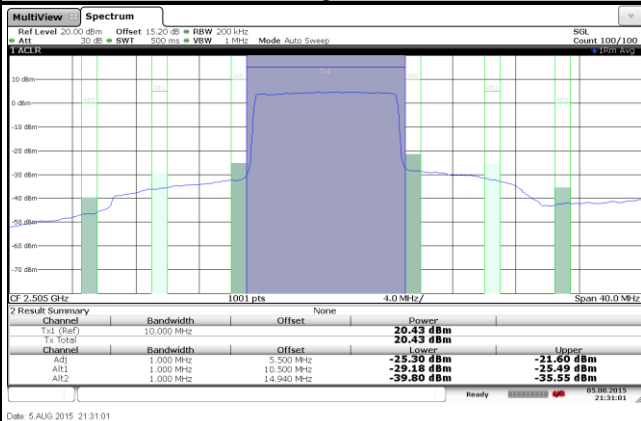 MultiView Spectrum
Ref Level 20.00 dBm Offset 15.20 dB RBW 200 kHz SGL
Att 30 dB SWT 500 ms VBW 1 MHz Mode Auto Sweep Count 100/100
1 ACLR 1Rm Avg
Tx1
10 dBm
0 dBm
-10 dBm
-20 dBm
-30 dBm
-40 dBm
-50 dBm
-60 dBm
-70 dBm
CF 2.505 GHz 1001 pts 4.0 MHz/ Span 40.0 MHz
2 Result Summary None
Channel Bandwidth Offset Power
Tx1 (Ref) 10.000 MHz 20.43 dBm
Tx Total 20.43 dBm
Channel Bandwidth Offset Lower Upper
Adj 1.000 MHz 5.500 MHz -25.30 dBm -21.60 dBm
Alt1 1.000 MHz 10.500 MHz -29.18 dBm -25.49 dBm
Alt2 1.000 MHz 14.940 MHz -39.80 dBm -35.55 dBm
Ready 05.08.2015
21:31:01
Date: 5.AUG.2015 21:31:01